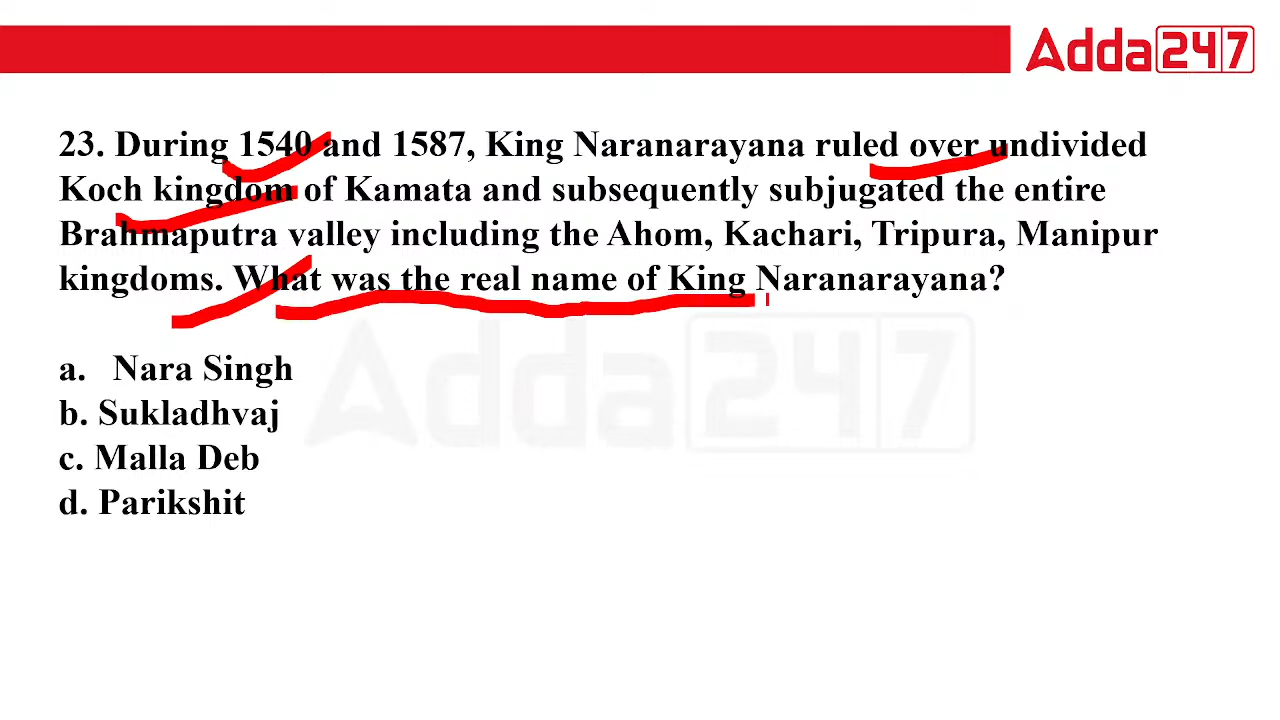 Adda247
23. During 1540 and 1587, King Naranarayana ruled over undivided
Koch kingdom of Kamata and subsequently subjugated the entire
Brahmaputra valley including the Ahom, Kachari, Tripura, Manipur
kingdoms. What was the real name of King Naranarayana?
Adda247
a. Nara Singh
b. Sukladhvaj
c. Malla Deb
d. Parikshit